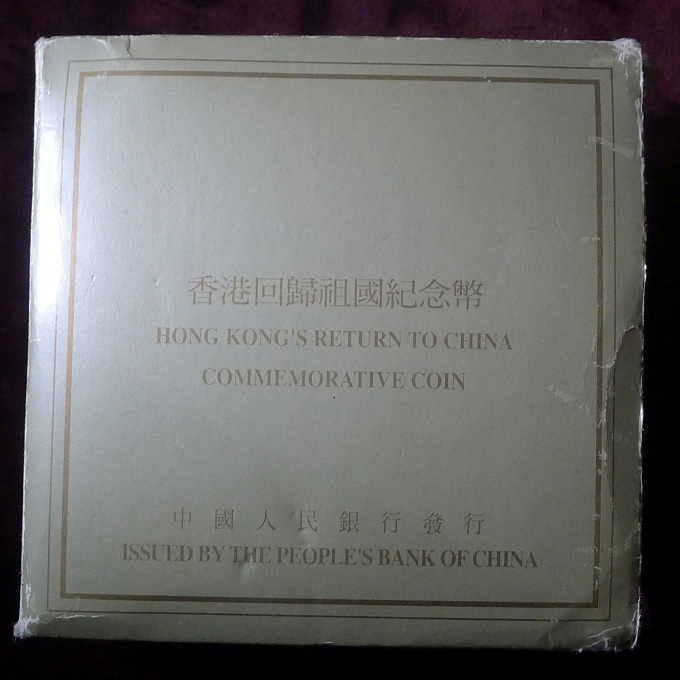 香港回歸祖國紀念幣
HONG KONG'S RETURN TO CHINA
COMMEMORATIVE COIN
中國人民銀行發行
ISSUED BY THE PEOPLE'S BANK OF CHINA